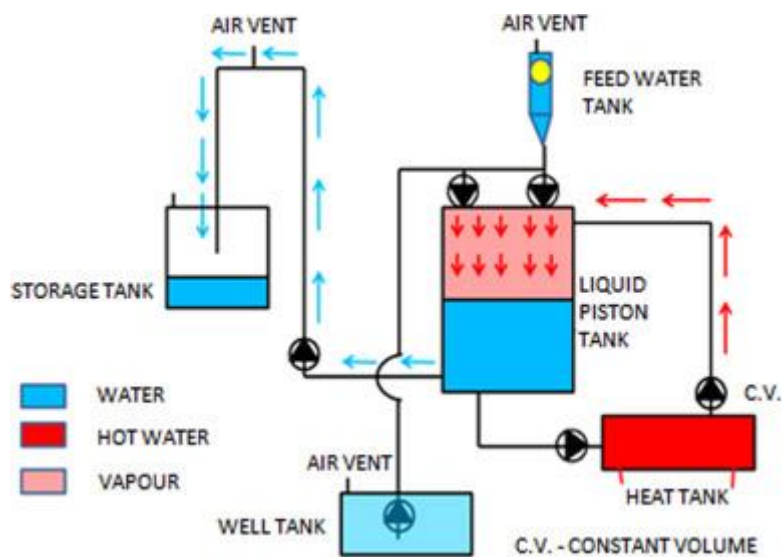 AIR VENT
AIR VENT
FEED WATER
TANK
STORAGE TANK
LIQUID
PISTON
TANK
WATER
C.V.
HOT WATER
AIR VENT
VAPOUR
HEAT TANK
WELL TANK
C.V. - CONSTANT VOLUME